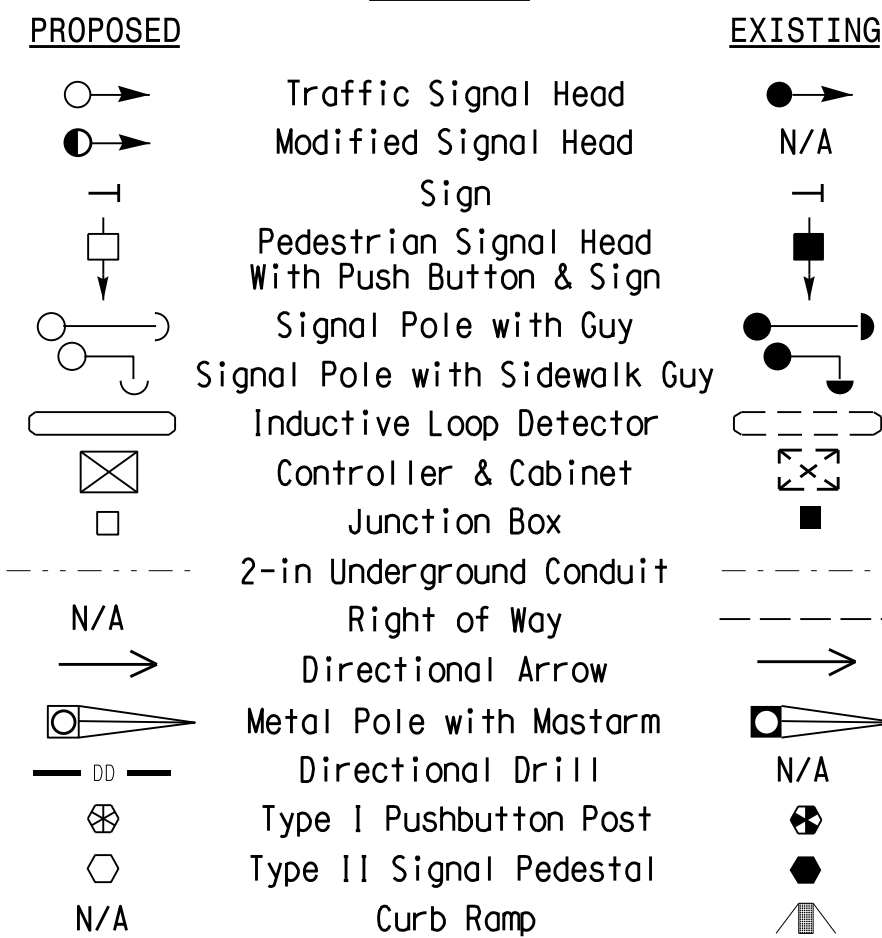 PROPOSED EXISTING
Traffic Signal Head
Modified Signal Head N/A
Sign
Pedestrian Signal Head
With Push Button & Sign
Signal Pole with Guy
Signal Pole with Sidewalk Guy
Inductive Loop Detector
Controller & Cabinet
Junction Box
2-in Underground Conduit
N/A Right of Way
Directional Arrow
Metal Pole with Mastarm
DD Directional Drill N/A
Type I Pushbutton Post
Type II Signal Pedestal
N/A Curb Ramp